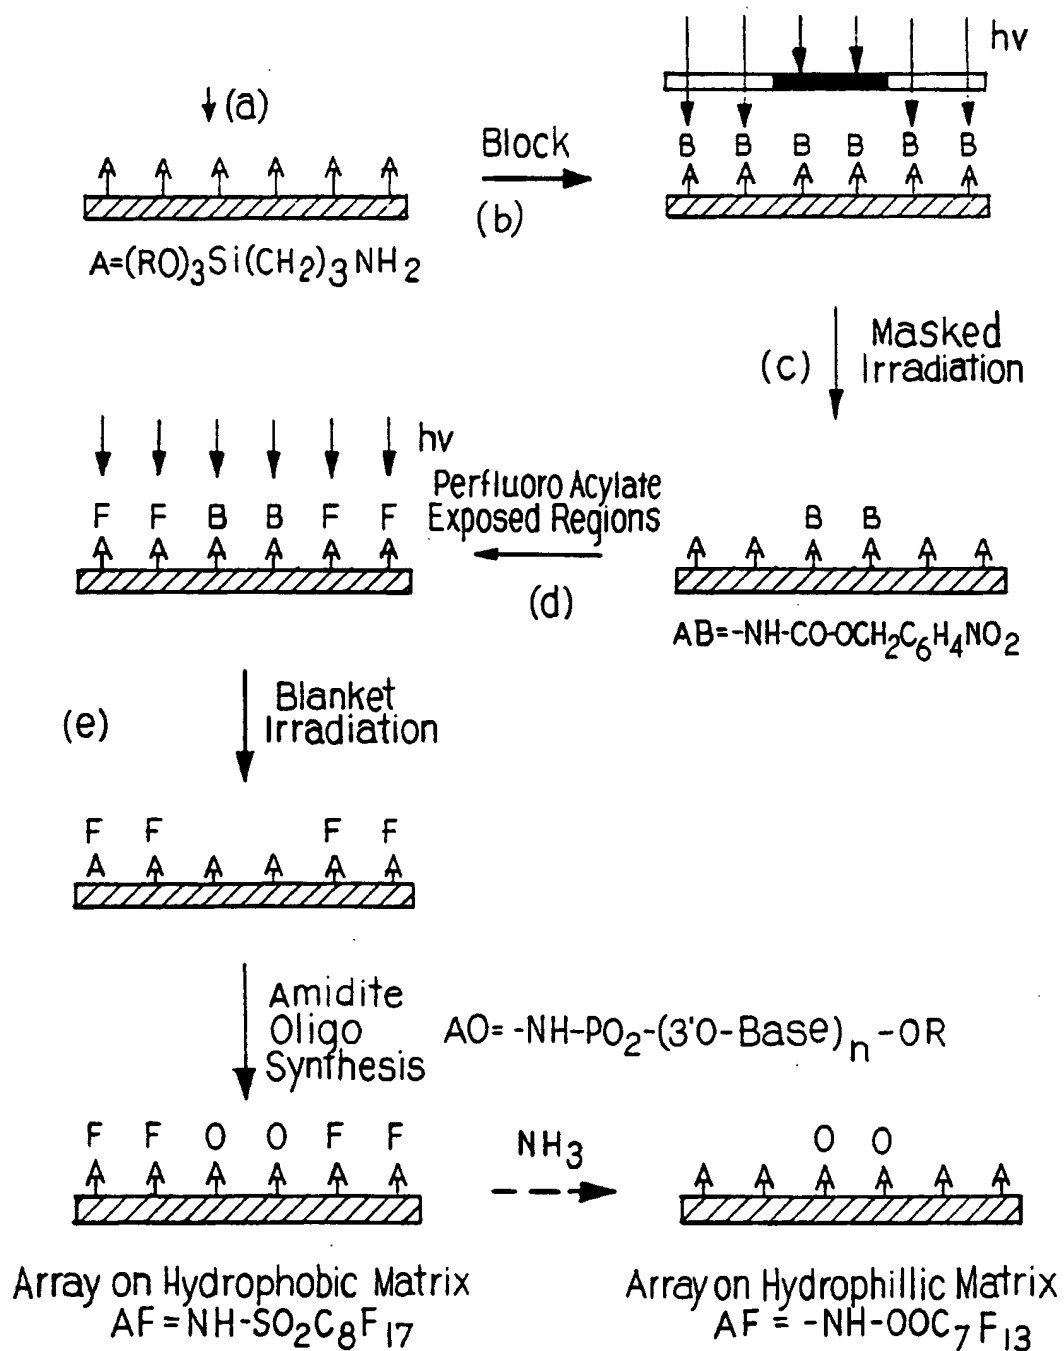 (a)
A A A A A A
A=(RO)3Si(CH2)3NH2
Block
(b)
hv
B B B B B B
A A A A A A
(c)
Masked
Irradiation
B B
A A A A A A
AB=-NH-CO-OCH2C6H4NO2
Perfluoro Acylate
Exposed Regions
(d)
hv
F F B B F F
A A A A A A
(e)
Blanket
Irradiation
F F F F
A A A A A A
Amidite
Oligo
Synthesis
AO= -NH-PO2-(3'O-Base)n-OR
F F O O F F
A A A A A A
Array on Hydrophobic Matrix
AF=NH-SO2C8F17
NH3
O O
A A A A A A
Array on Hydrophillic Matrix
AF = -NH-OOC7F13